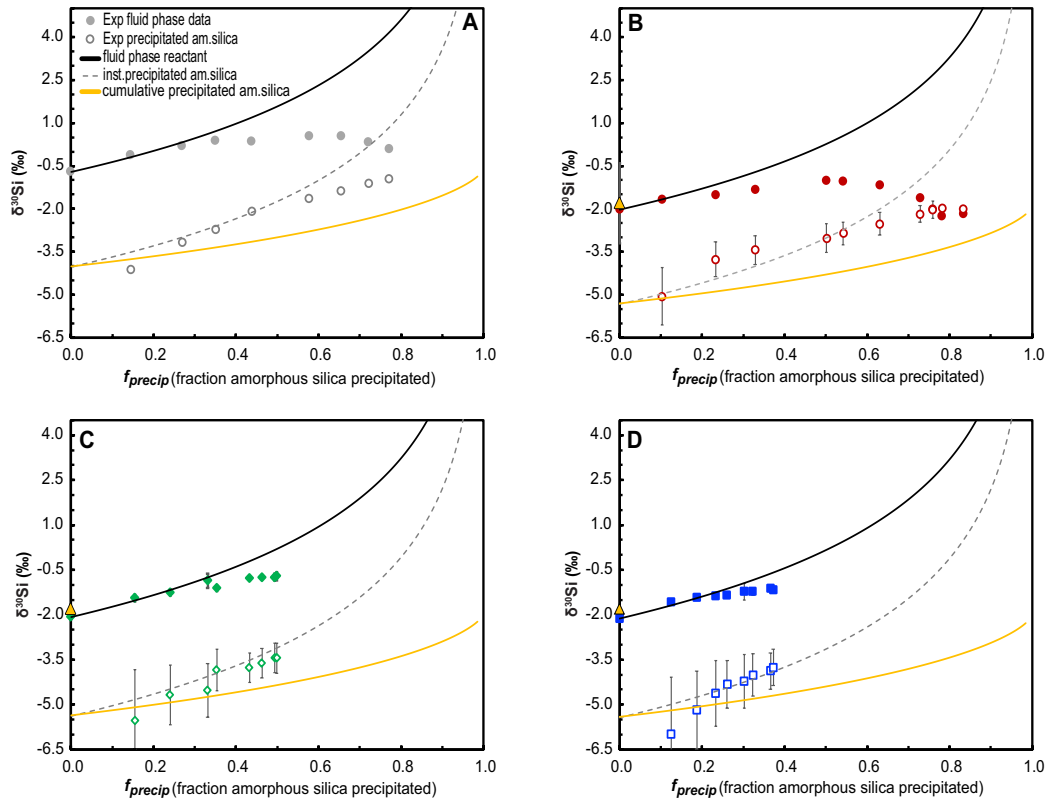 A
Exp fluid phase data
Exp precipitated am.silica
fluid phase reactant
inst.precipitated am.silica
cumulative precipitated am.silica
4.0
2.5
1.0
-0.5
-2.0
-3.5
-5.0
-6.5
δ³⁰Si (‰)
0.0 0.2 0.4 0.6 0.8 1.0
fprecip (fraction amorphous silica precipitated)
B
4.0
2.5
1.0
-0.5
-2.0
-3.5
-5.0
-6.5
δ³⁰Si (‰)
0.0 0.2 0.4 0.6 0.8 1.0
fprecip (fraction amorphous silica precipitated)
C
4.0
2.5
1.0
-0.5
-2.0
-3.5
-5.0
-6.5
δ³⁰Si (‰)
0.0 0.2 0.4 0.6 0.8 1.0
fprecip (fraction amorphous silica precipitated)
D
4.0
2.5
1.0
-0.5
-2.0
-3.5
-5.0
-6.5
δ³⁰Si (‰)
0.0 0.2 0.4 0.6 0.8 1.0
fprecip (fraction amorphous silica precipitated)